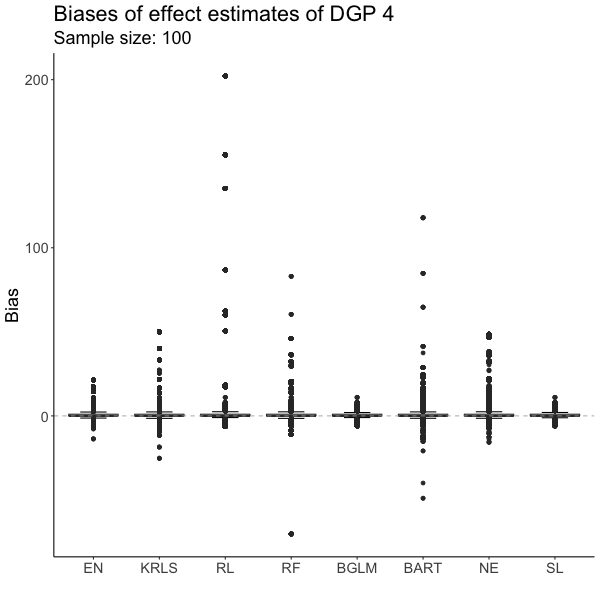 Biases of effect estimates of DGP 4
Sample size: 100
Bias
200
100
0
EN KRLS RL RF BGLM BART NE SL